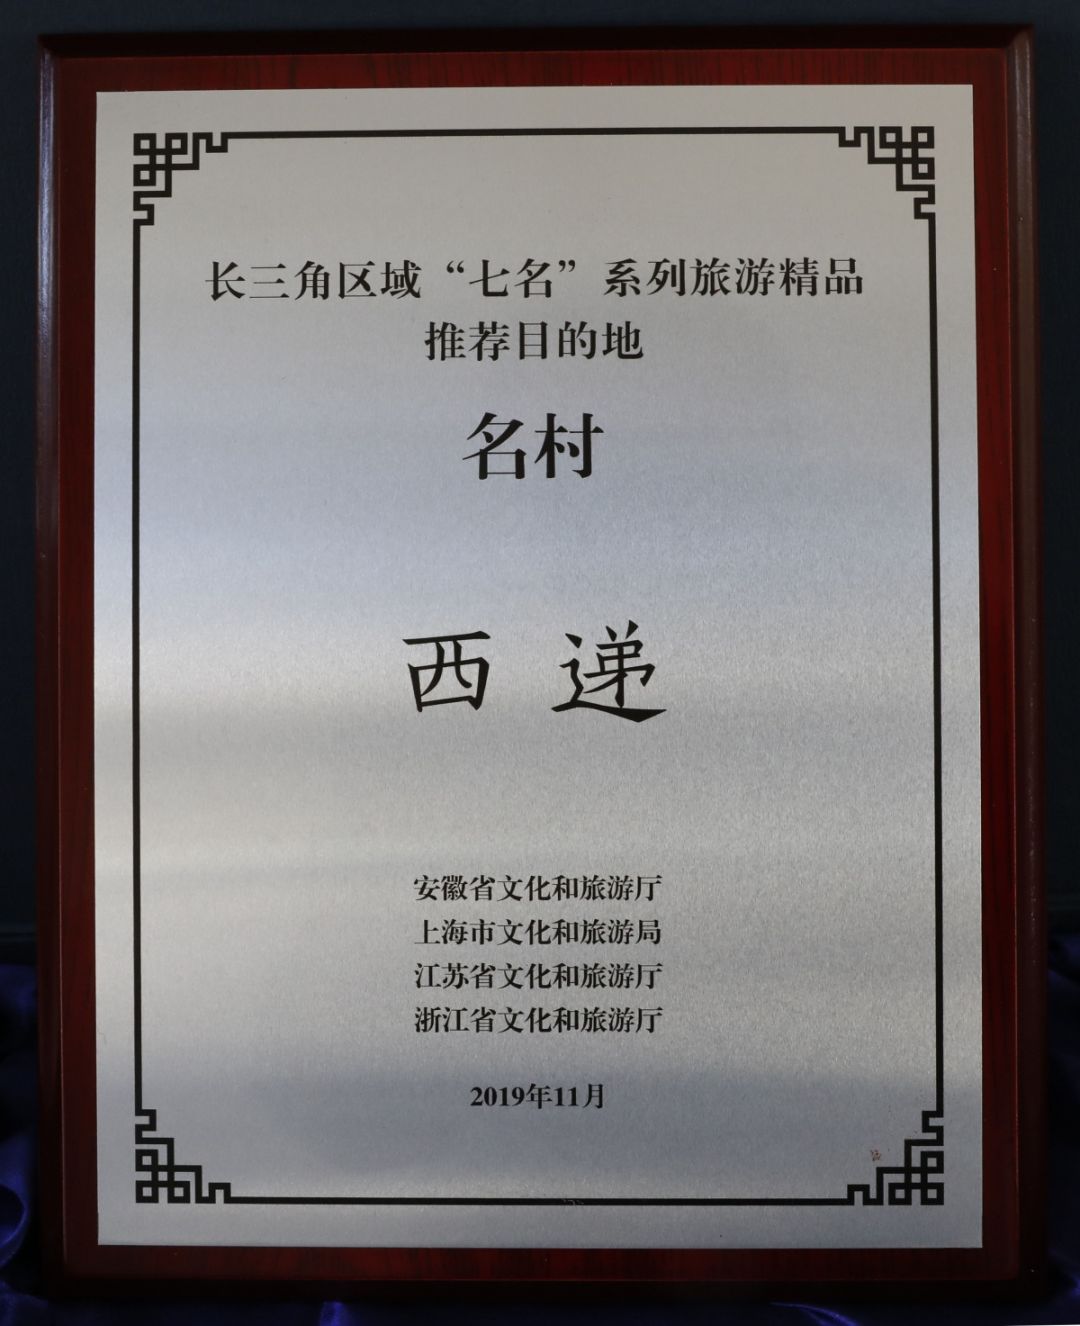 长三角区域“七名”系列旅游精品
推荐目的地
名村
西递
安徽省文化和旅游厅
上海市文化和旅游局
江苏省文化和旅游厅
浙江省文化和旅游厅
2019年11月